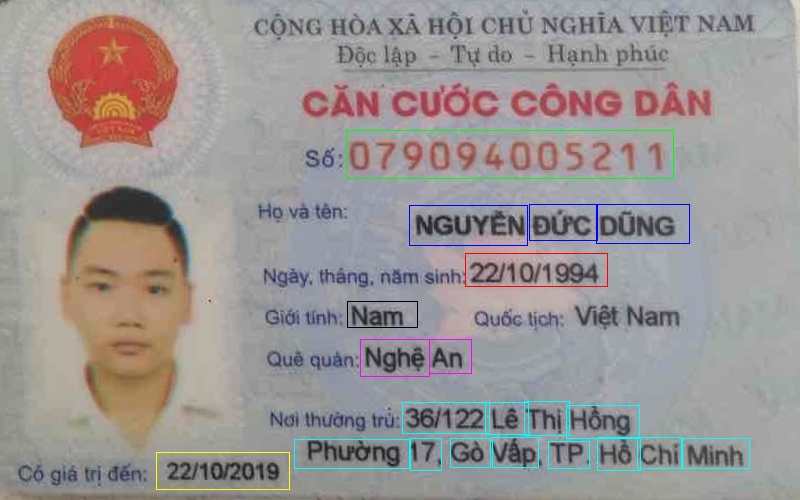 CỘNG HÒA XÃ HỘI CHỦ NGHĨA VIỆT NAM
Độc lập - Tự do - Hạnh phúc
CĂN CƯỚC CÔNG DÂN
Số: 079094005211
Họ và tên: NGUYỄN ĐỨC DŨNG
Ngày, tháng, năm sinh: 22/10/1994
Giới tính: Nam Quốc tịch: Việt Nam
Quê quán: Nghệ An
Nơi thường trú: 36/122 Lê Thị Hồng
Phường 17, Gò Vấp, TP. Hồ Chí Minh
Có giá trị đến: 22/10/2019